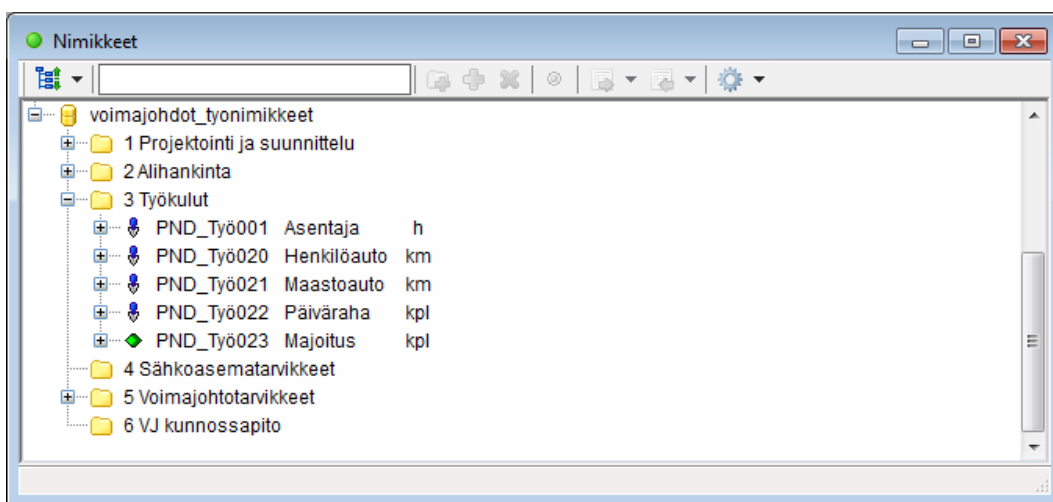 Nimikkeet
voimajohdot_tyonimikkeet
1 Projektointi ja suunnittelu
2 Alihankinta
3 Työkulut
PND_Työ001 Asentaja h
PND_Työ020 Henkilöauto km
PND_Työ021 Maastoauto km
PND_Työ022 Päiväraha kpl
PND_Työ023 Majoitus kpl
4 Sähkoasematarvikkeet
5 Voimajohtotarvikkeet
6 VJ kunnossapito